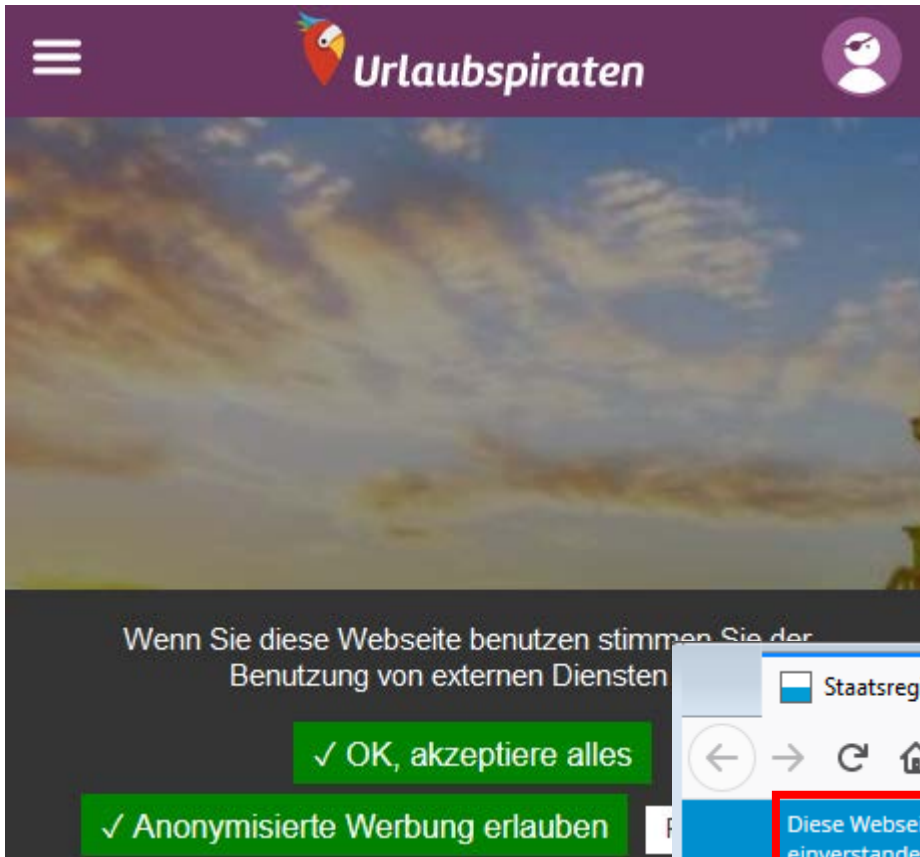 Urlaubspiraten
Wenn Sie diese Webseite benutzen stimmen Sie der
Benutzung von externen Diensten
✓ OK, akzeptiere alles
✓ Anonymisierte Werbung erlauben
Staatsreg
Diese Webse
einverstande